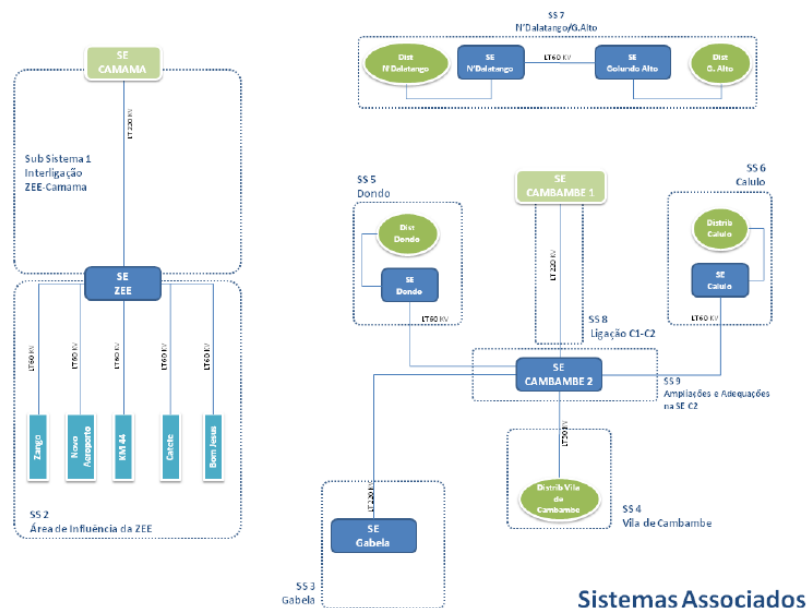 SS 7
N'Dalatango/G.Alto
Dist
N'Dalatango
SE
N'Dalatango
LT60 KV
SE
Golundo Alto
Dist
G. Alto
SE
CAMAMA
LT 220 KV
Sub Sistema 1
Interligação
ZEE-Camama
SE
ZEE
LT60 KV
LT60 KV
LT60 KV
LT60 KV
LT60 KV
Zango
Novo
Aeroporto
KM 44
Catete
Bom Jesus
SS 2
Área de Influência da ZEE
SS 5
Dondo
Dist
Dondo
SE
Dondo
LT60 KV
SE
CAMBAMBE 1
LT 220 KV
SS 8
Ligação C1-C2
SS 6
Calulo
Distrib
Calulo
SE
Calulo
LT60 KV
SE
CAMBAMBE 2
SS 9
Ampliações e Adequações
na SE C2
LT 220 KV
SE
Gabela
SS 3
Gabela
Distrib Vila
de
Cambambe
SS 4
Vila de Cambambe
Sistemas Associados